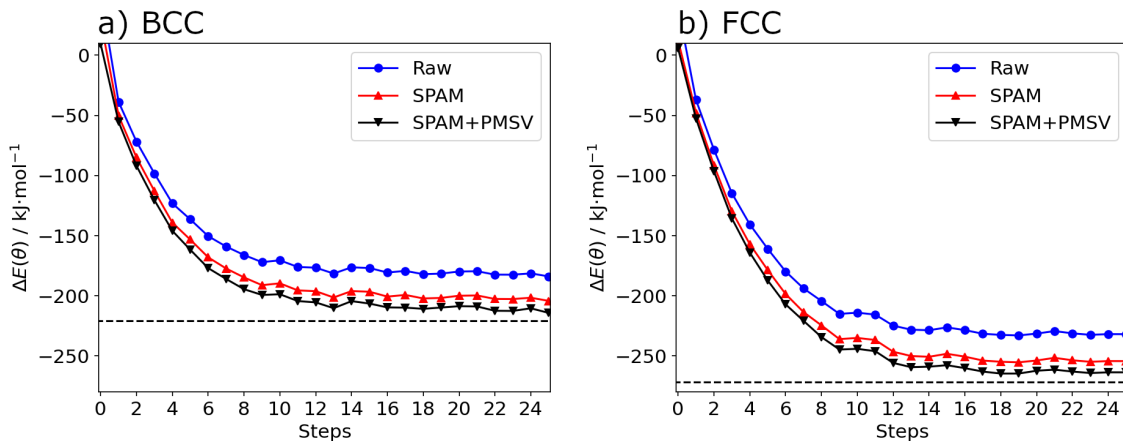 a) BCC
0
−50
−100
−150
−200
−250
ΔE(θ) / kJ·mol⁻¹
Raw
SPAM
SPAM+PMSV
0 2 4 6 8 10 12 14 16 18 20 22 24
Steps
b) FCC
0
−50
−100
−150
−200
−250
ΔE(θ) / kJ·mol⁻¹
Raw
SPAM
SPAM+PMSV
0 2 4 6 8 10 12 14 16 18 20 22 24
Steps